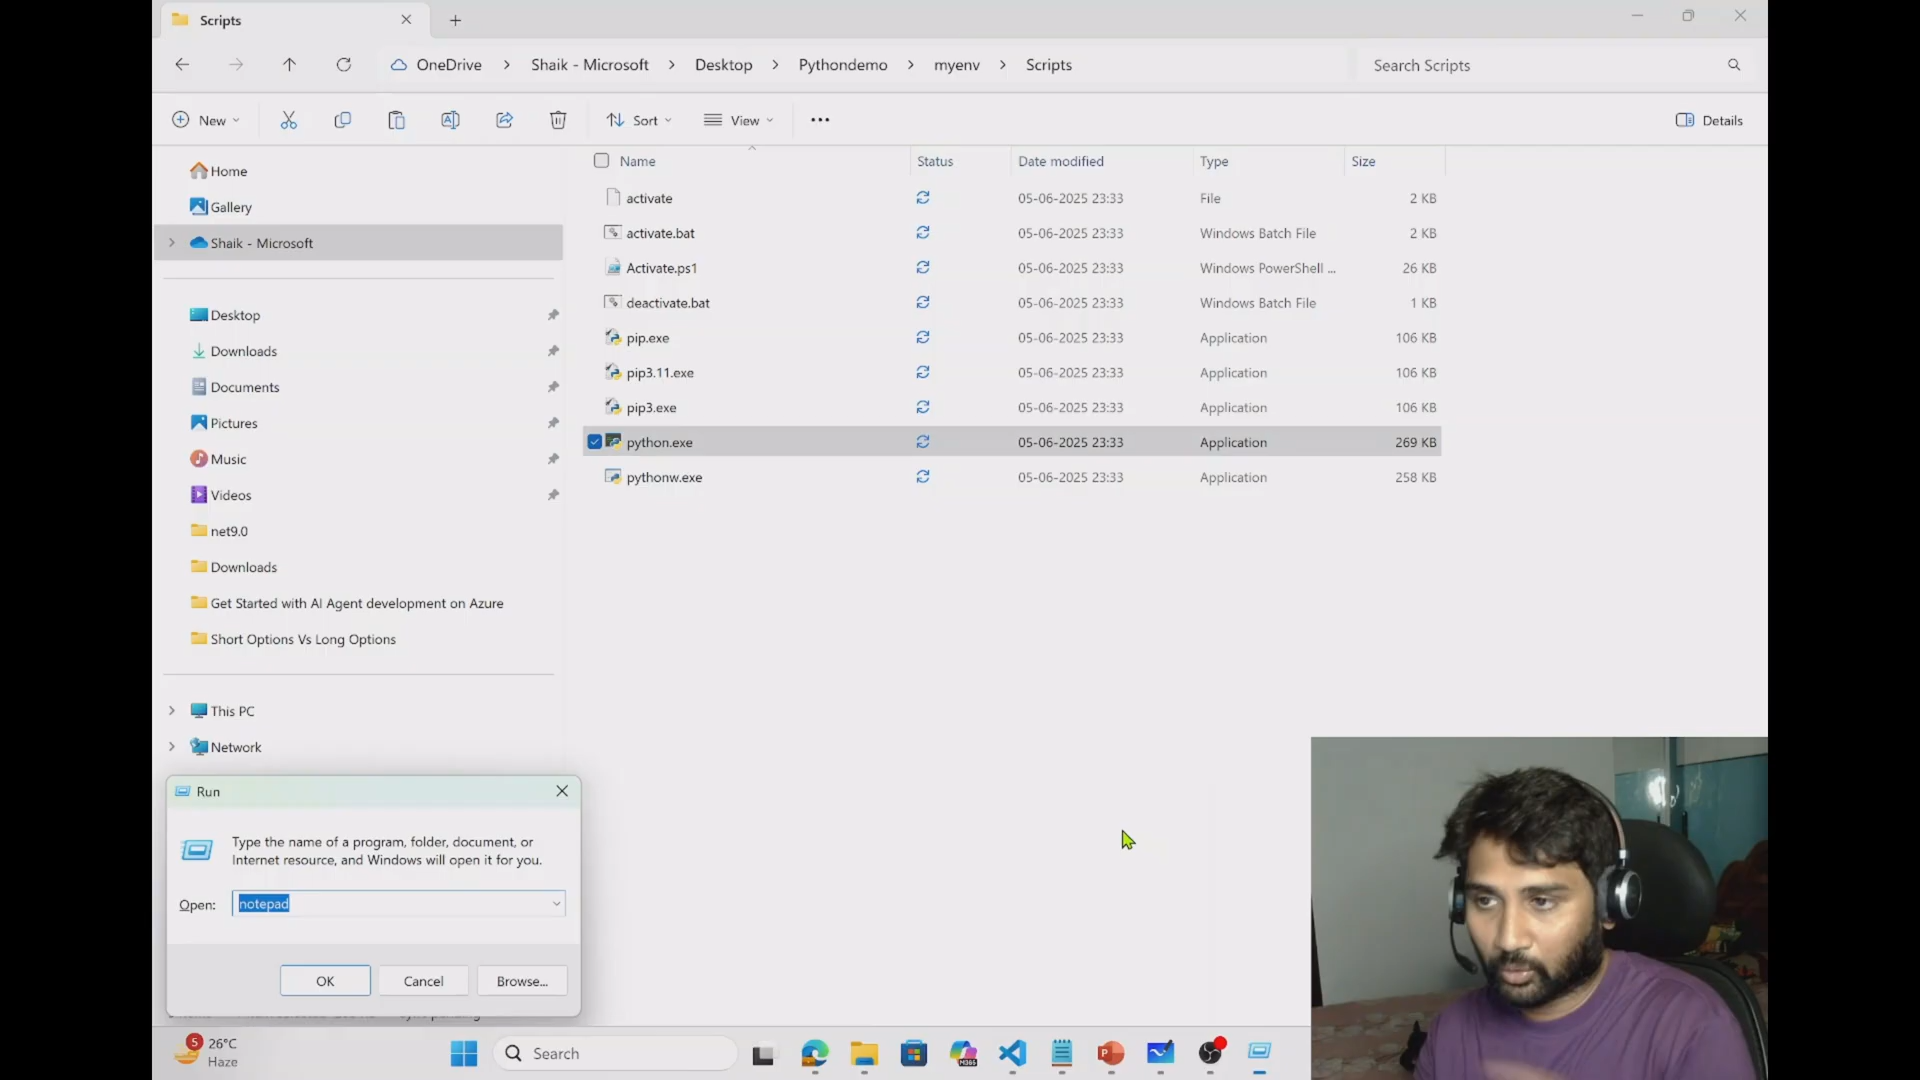 Scripts
OneDrive > Shaik - Microsoft > Desktop > Pythondemo > myenv > Scripts
Search Scripts
New
Sort
View
Details
Name Status Date modified Type Size
activate 05-06-2025 23:33 File 2 KB
activate.bat 05-06-2025 23:33 Windows Batch File 2 KB
Activate.ps1 05-06-2025 23:33 Windows PowerShell ... 26 KB
deactivate.bat 05-06-2025 23:33 Windows Batch File 1 KB
pip.exe 05-06-2025 23:33 Application 106 KB
pip3.11.exe 05-06-2025 23:33 Application 106 KB
pip3.exe 05-06-2025 23:33 Application 106 KB
python.exe 05-06-2025 23:33 Application 269 KB
pythonw.exe 05-06-2025 23:33 Application 258 KB
Home
Gallery
Shaik - Microsoft
Desktop
Downloads
Documents
Pictures
Music
Videos
net9.0
Downloads
Get Started with AI Agent development on Azure
Short Options Vs Long Options
This PC
Network
Run
Type the name of a program, folder, document, or
Internet resource, and Windows will open it for you.
Open: notepad
OK
Cancel
Browse...
5
26°C
Haze
Search
M365